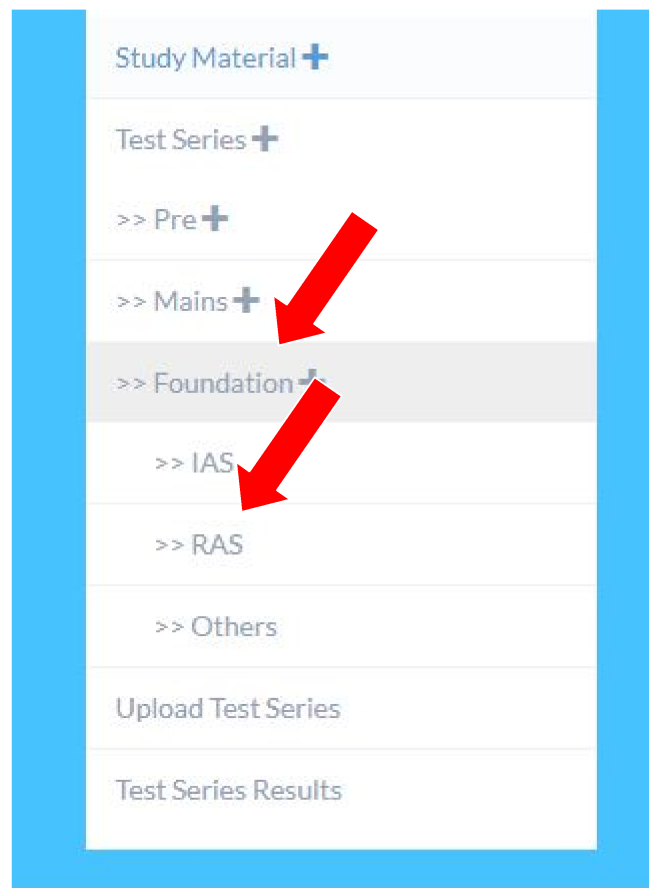 Study Material +
Test Series +
>> Pre +
>> Mains +
>> Foundation +
>> IAS
>> RAS
>> Others
Upload Test Series
Test Series Results